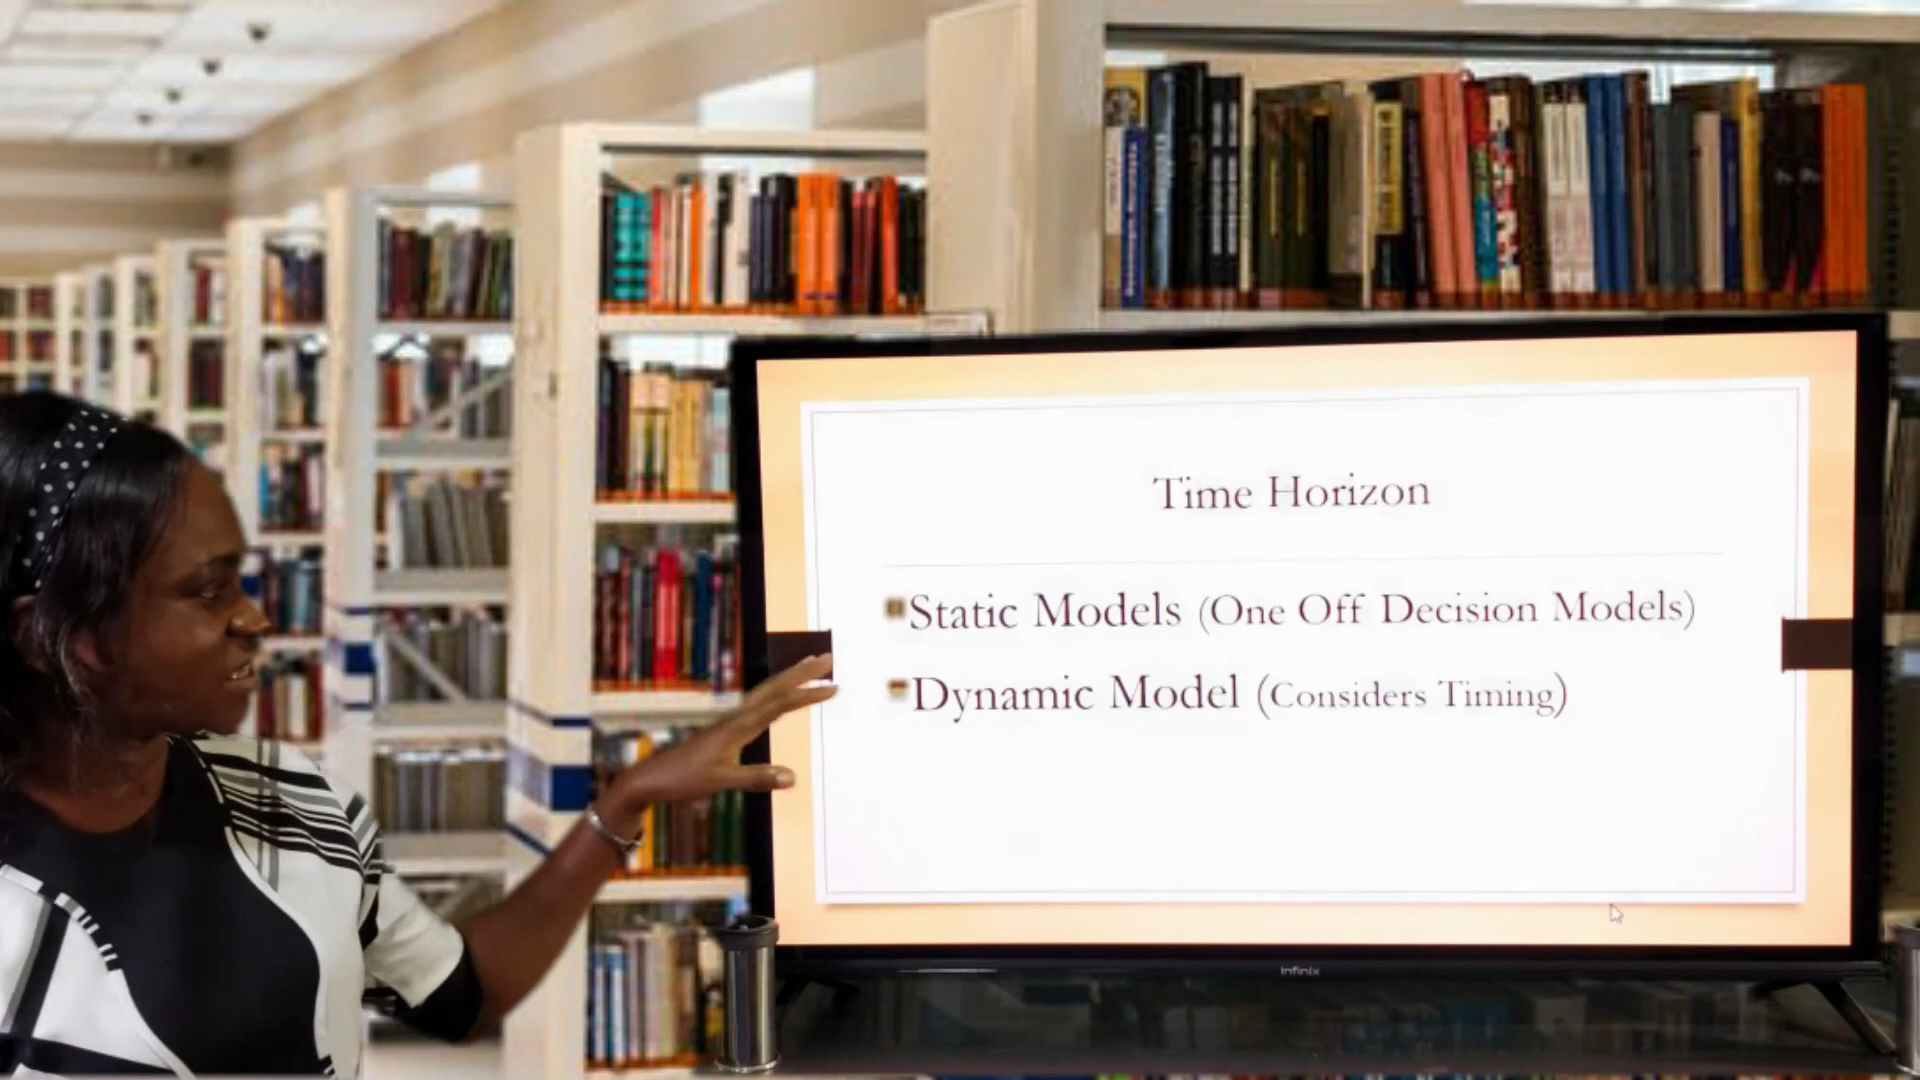 Time Horizon
Static Models (One Off Decision Models)
Dynamic Model (Considers Timing)
Infinix